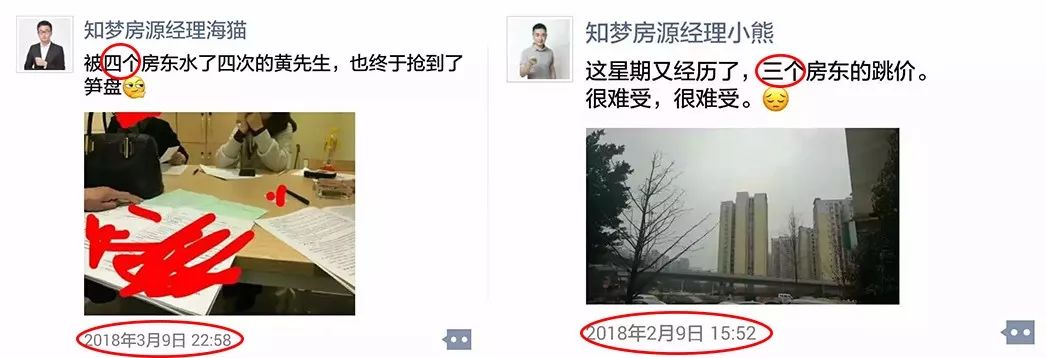 知梦房源经理海猫
被四个房东水了四次的黄先生，也终于抢到了
笋盘
2018年3月9日 22:58
知梦房源经理小熊
这星期又经历了，三个房东的跳价。
很难受，很难受。
2018年2月9日 15:52